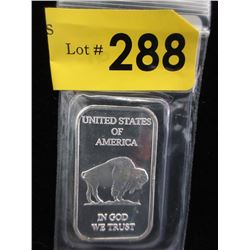 S
Lot # 288
UNITED STATES
OF
AMERICA
IN GOD
WE TRUST